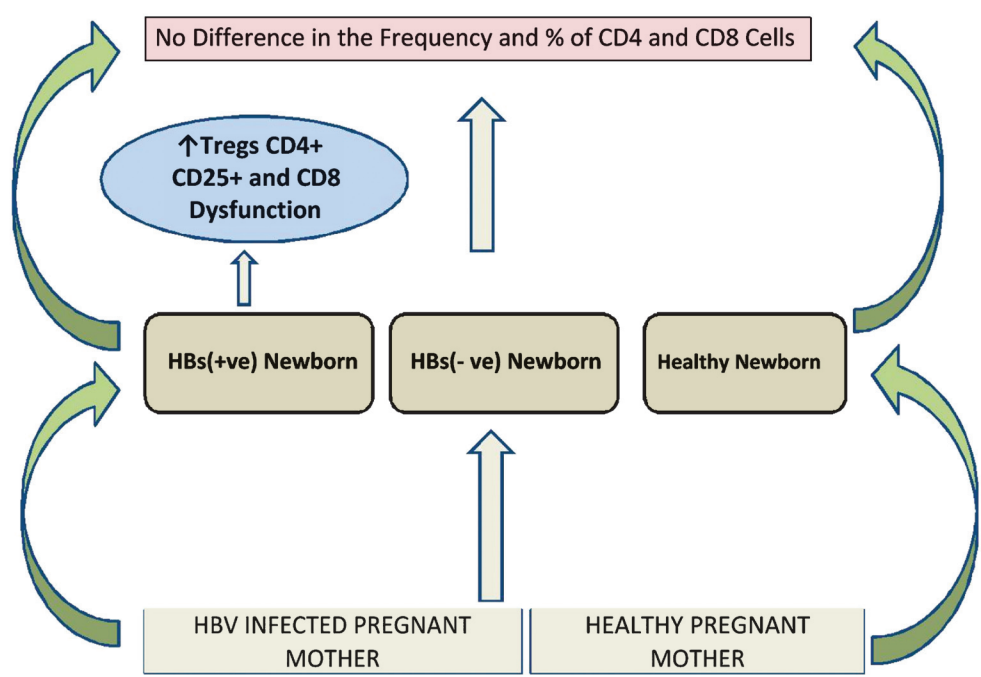 No Difference in the Frequency and % of CD4 and CD8 Cells
↑Tregs CD4+
CD25+ and CD8
Dysfunction
HBs(+ve) Newborn
HBs(- ve) Newborn
Healthy Newborn
HBV INFECTED PREGNANT
MOTHER
HEALTHY PREGNANT
MOTHER